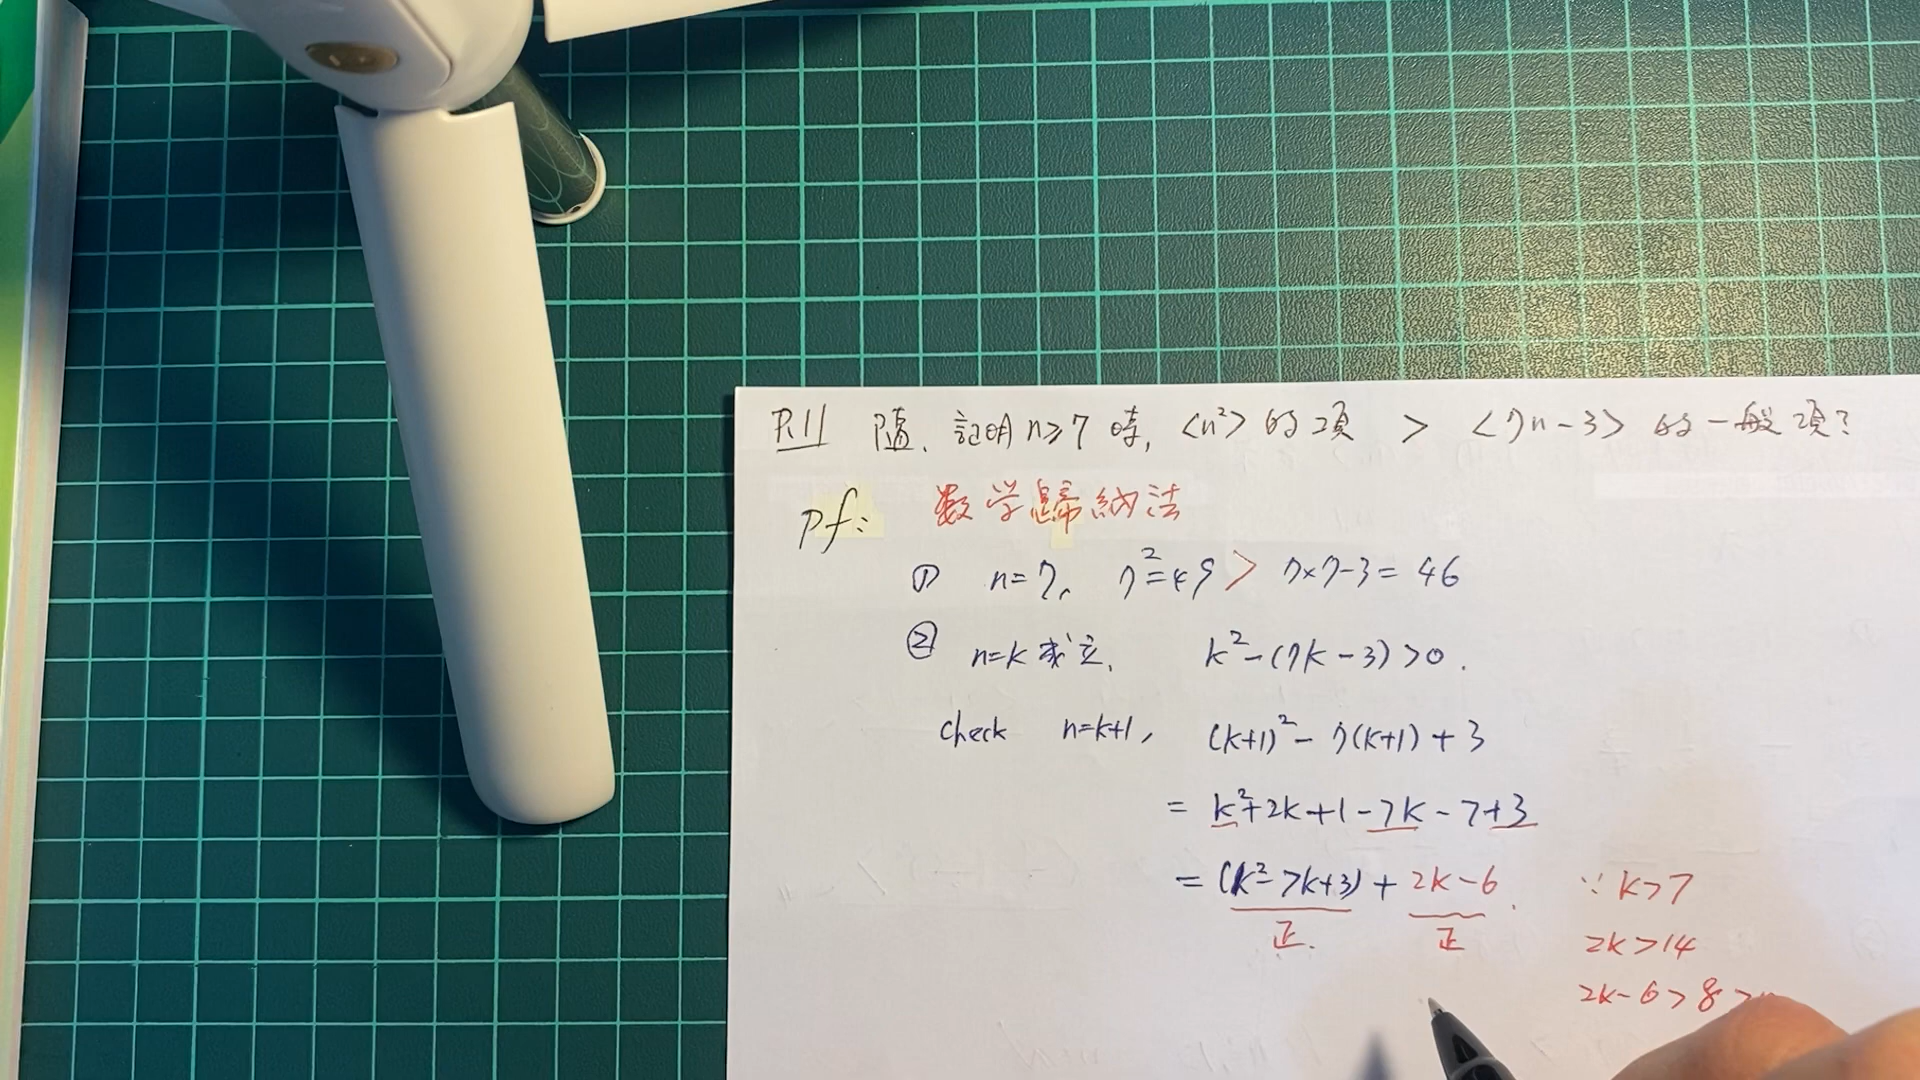 P.11 隨. 証明 n≥7 時, <n²> 的項 > <7n-3> 的一般項?
pf: 数学歸納法
① n=7, 7²=49 > 7×7-3=46
② n=k 成立, k²-(7k-3)>0.
check n=k+1, (k+1)²-7(k+1)+3
= k²+2k+1-7k-7+3
= (k²-7k+3)+2k-6. ∵ k>7
正. 正 2k>14
2k-6>8>